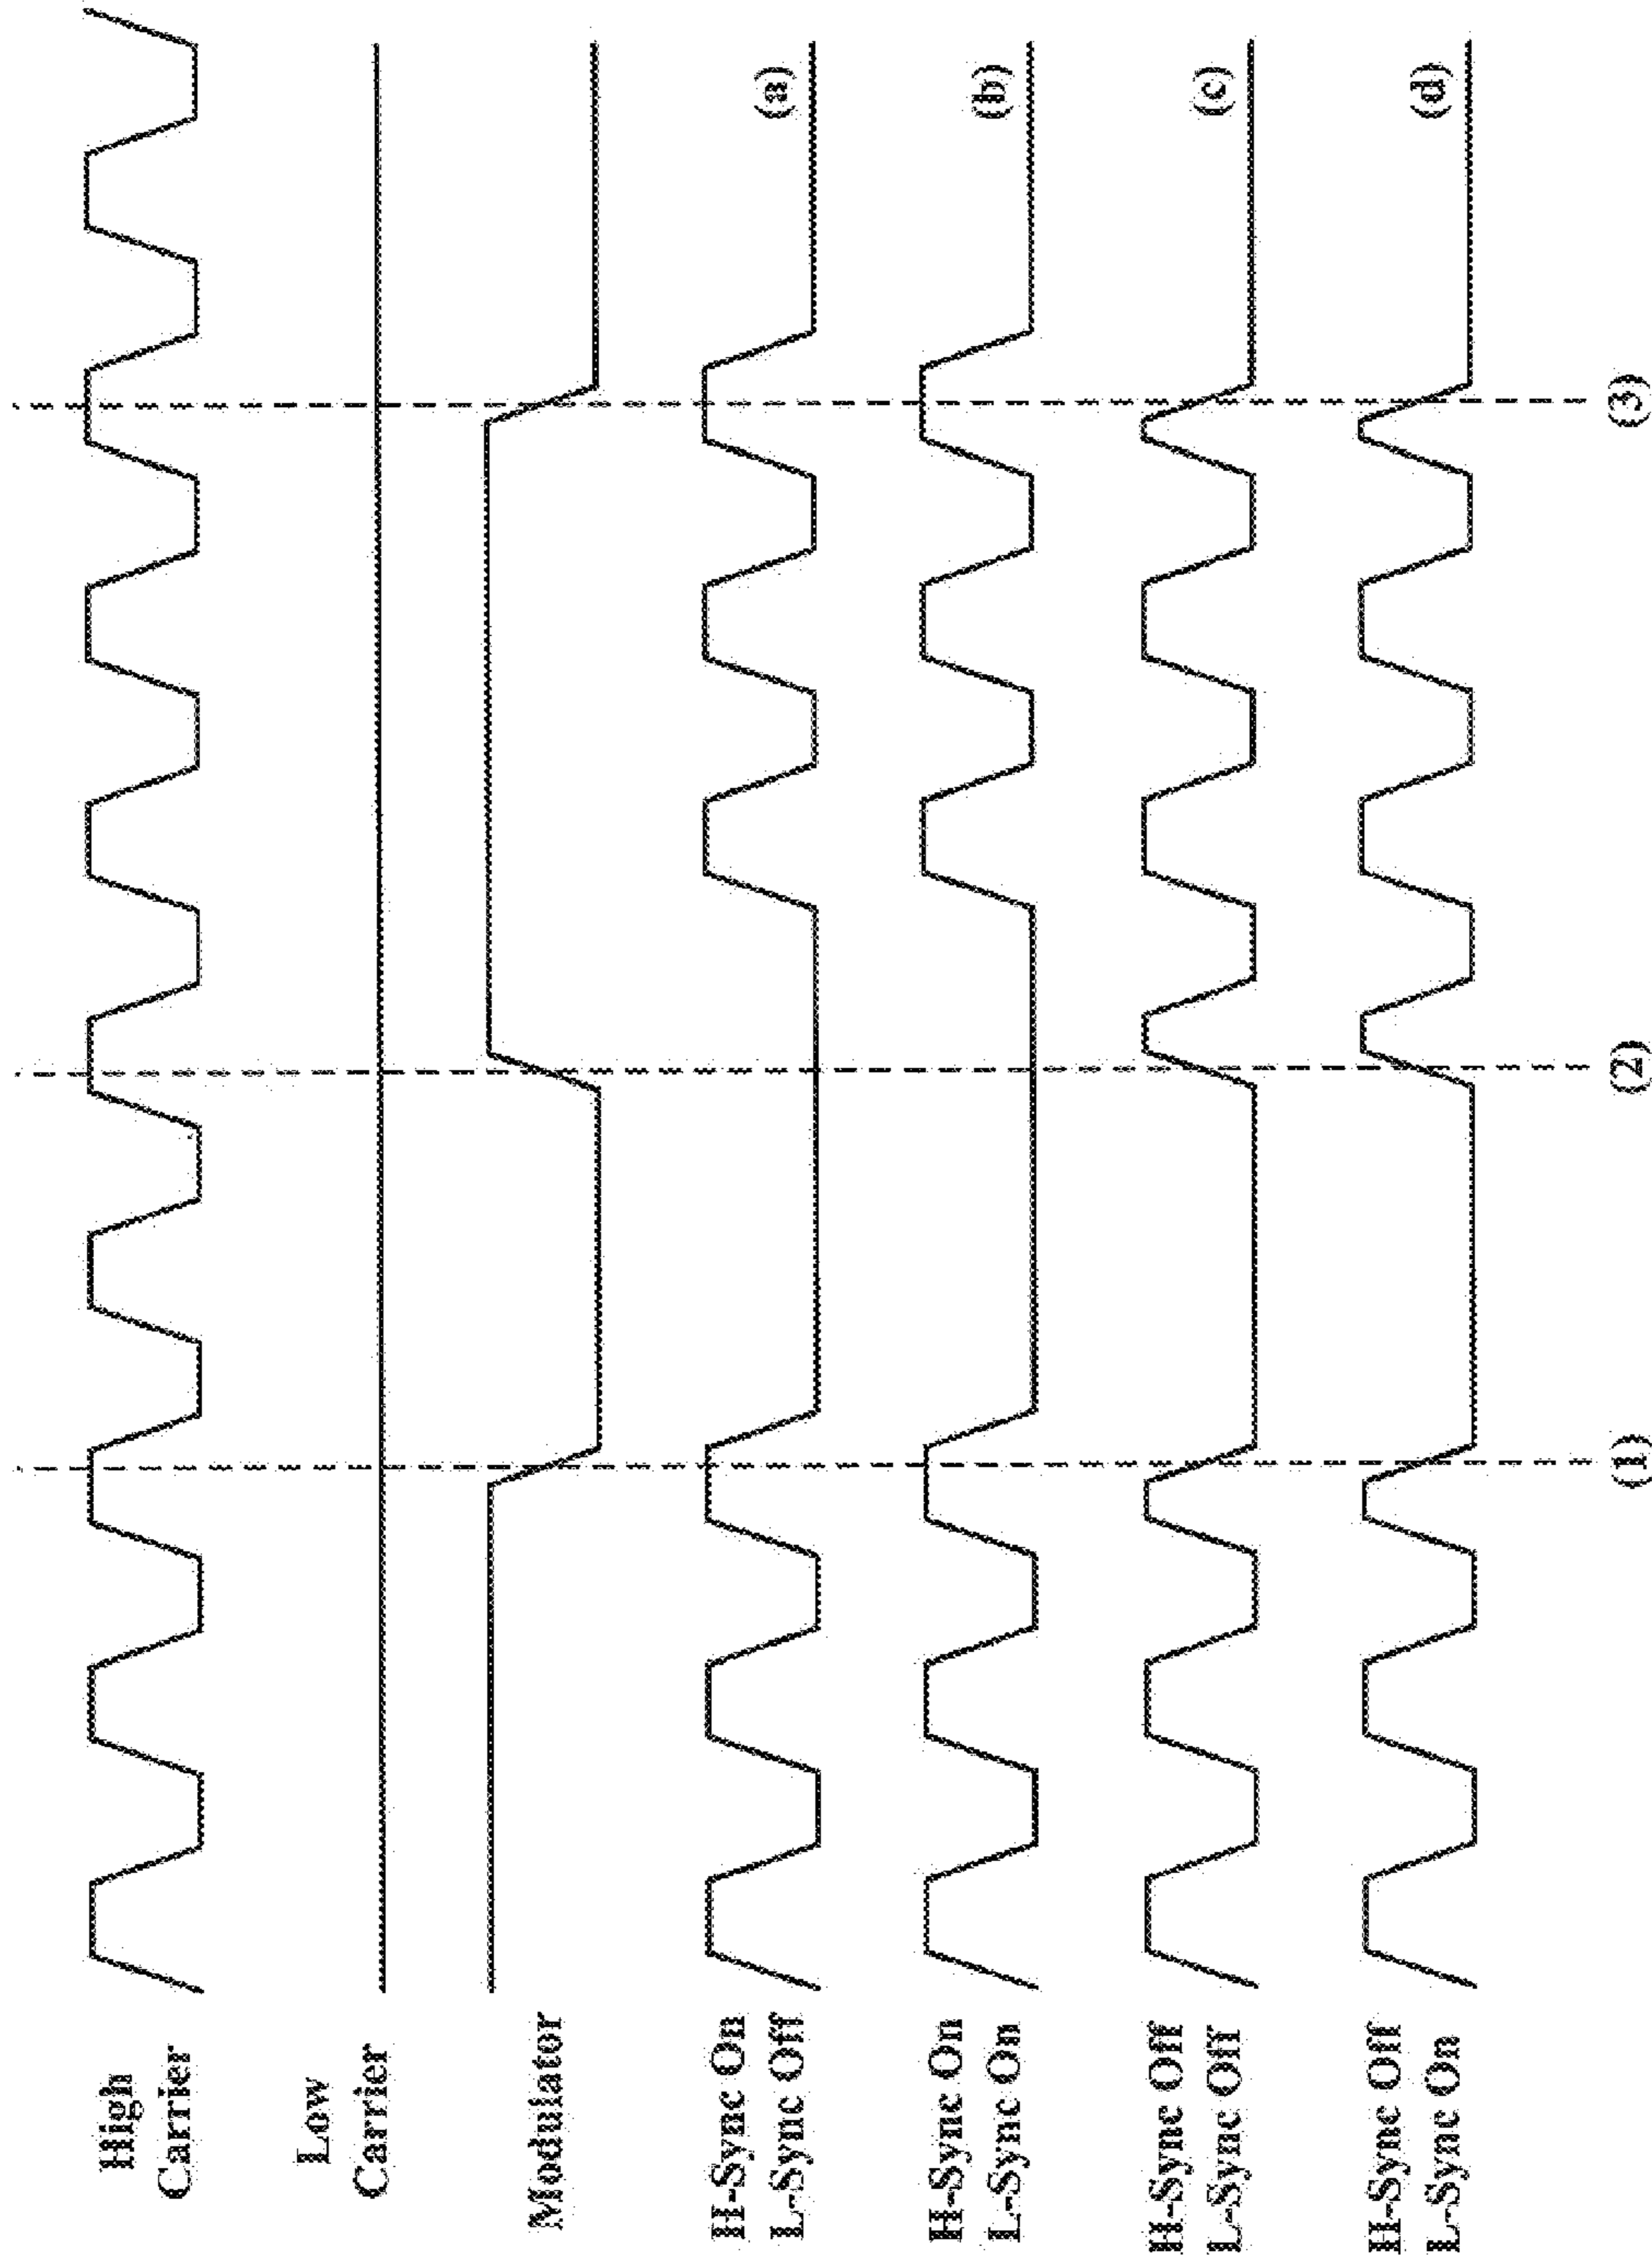 High
Carrier
Low
Carrier
Modulator
H-Sync On
L-Sync Off
(a)
H-Sync On
L-Sync On
(b)
H-Sync Off
L-Sync Off
(c)
H-Sync Off
L-Sync On
(d)
(1)
(2)
(3)